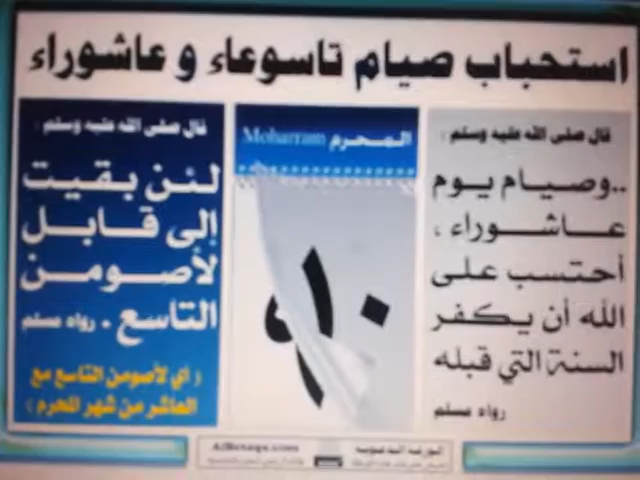 استحباب صيام تاسوعاء و عاشوراء
قال صلى الله عليه وسلم :
..وصيام يوم
عاشوراء ،
أحتسب على
الله أن يكفر
السنة التي قبله
رواه مسلم
المحرم Moharram
٩
١٠
قال صلى الله عليه وسلم :
لئن بقيت
إلى قابل
لأصومن
التاسع . رواه مسلم
( أي لأصومن التاسع مع
العاشر من شهر المحرم )